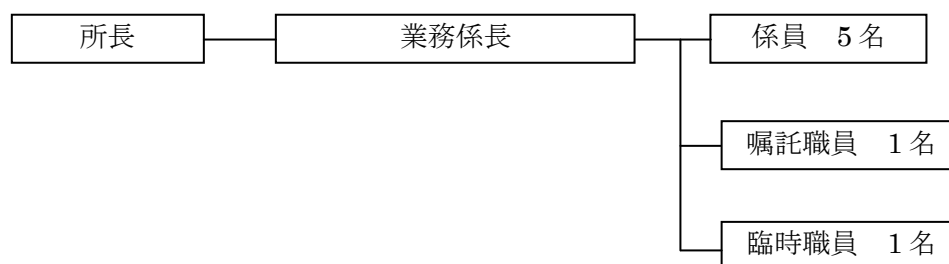 所長
業務係長
係員　5名
嘱託職員　1名
臨時職員　1名